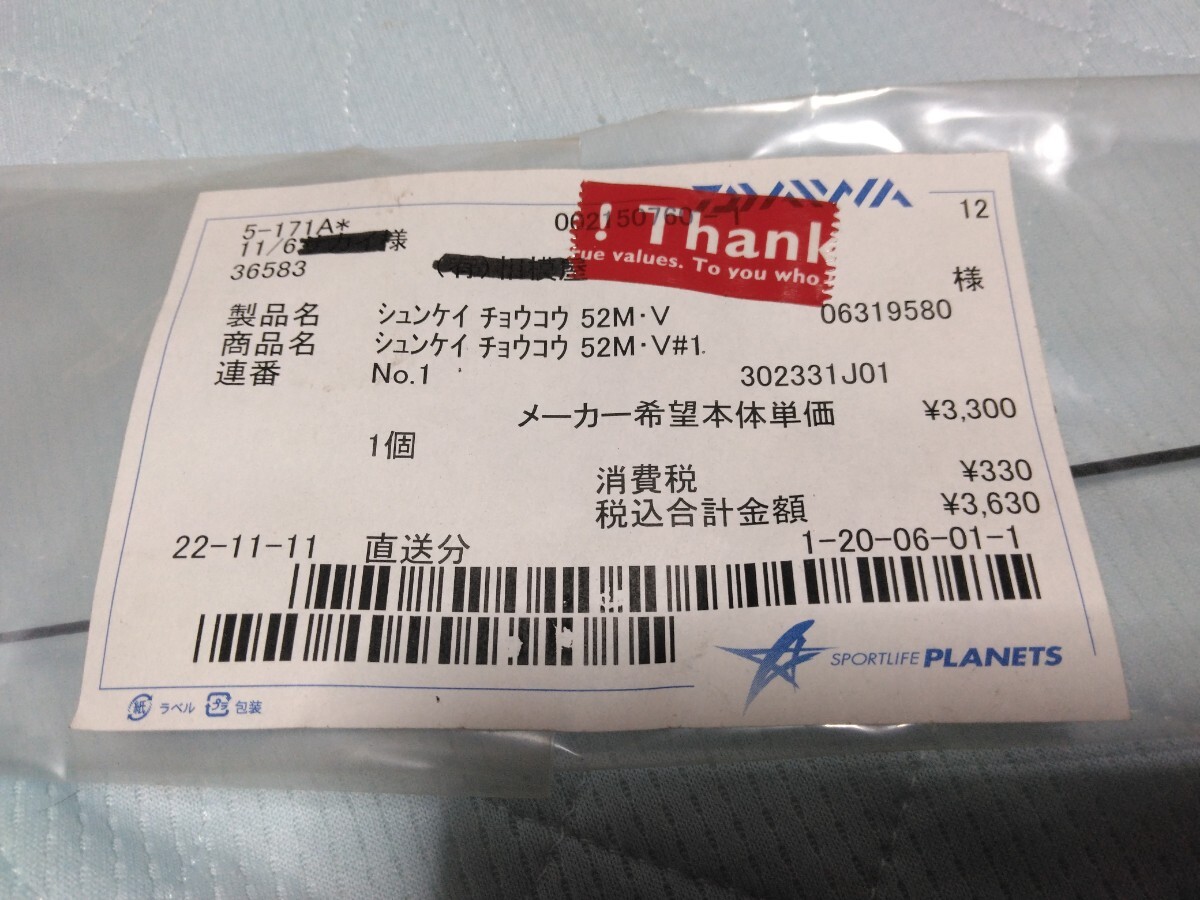 5-171A*
12
11/6 様
36583
! Thank
rue values. To you who
様
製品名 シュンケイ チョウコウ 52M・V 06319580
商品名 シュンケイ チョウコウ 52M・V#1
連番 No.1 302331J01
メーカー希望本体単価 ¥3,300
1個
消費税 ¥330
税込合計金額 ¥3,630
22-11-11 直送分 1-20-06-01-1
SPORTLIFE PLANETS
紙 ラベル プラ 包装